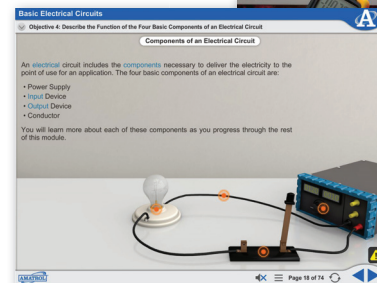 Basic Electrical Circuits
Objective 4: Describe the Function of the Four Basic Components of an Electrical Circuit
Components of an Electrical Circuit
An electrical circuit includes the components necessary to deliver the electricity to the
point of use for an application. The four basic components of an electrical circuit are:
• Power Supply
• Input Device
• Output Device
• Conductor
You will learn more about each of these components as you progress through the rest
of this module.
AMATROL
Page 18 of 74
A